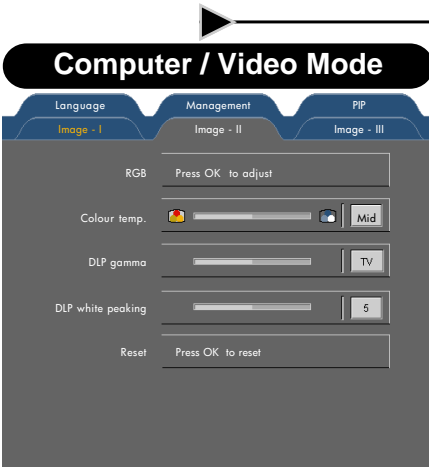 Computer / Video Mode
Language Management PIP
Image - I Image - II Image - III
RGB Press OK to adjust
Colour temp. Mid
DLP gamma TV
DLP white peaking 5
Reset Press OK to reset